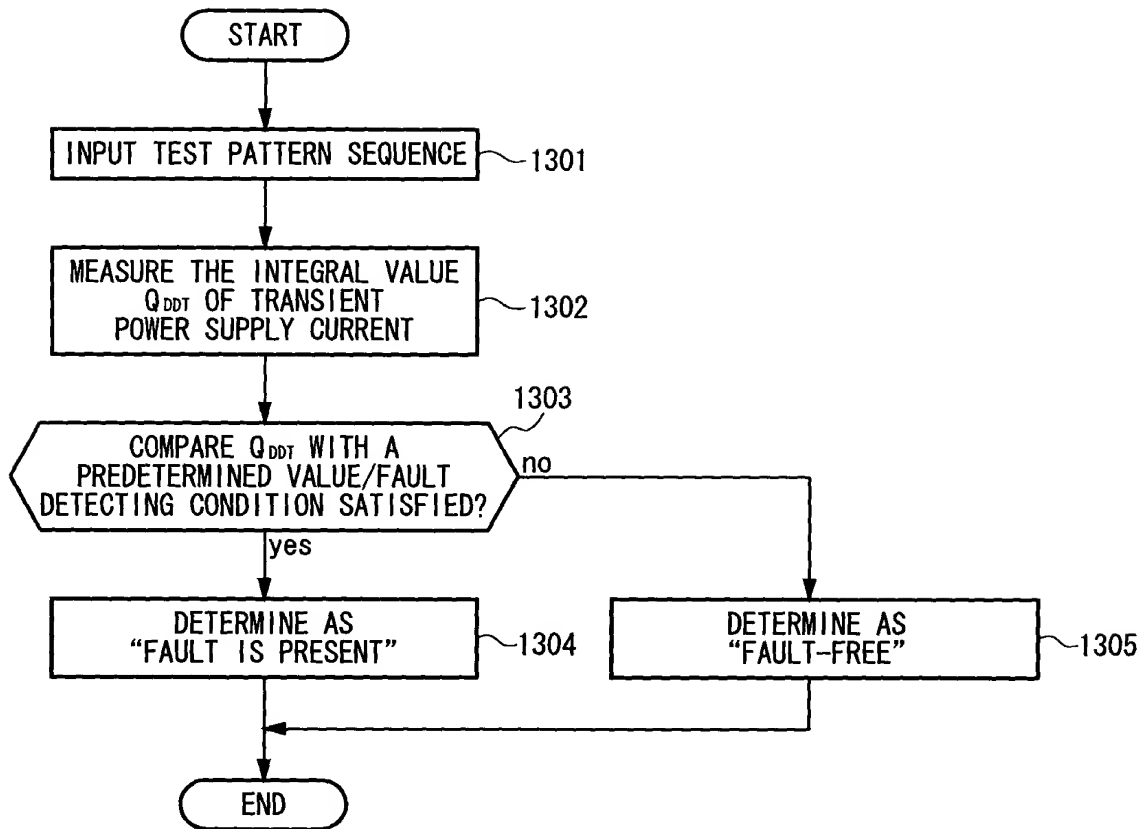 START
INPUT TEST PATTERN SEQUENCE
1301
MEASURE THE INTEGRAL VALUE
QDDT OF TRANSIENT
POWER SUPPLY CURRENT
1302
1303
COMPARE QDDT WITH A
PREDETERMINED VALUE/FAULT
DETECTING CONDITION SATISFIED?
no
yes
DETERMINE AS
“FAULT IS PRESENT”
1304
DETERMINE AS
“FAULT-FREE”
1305
END